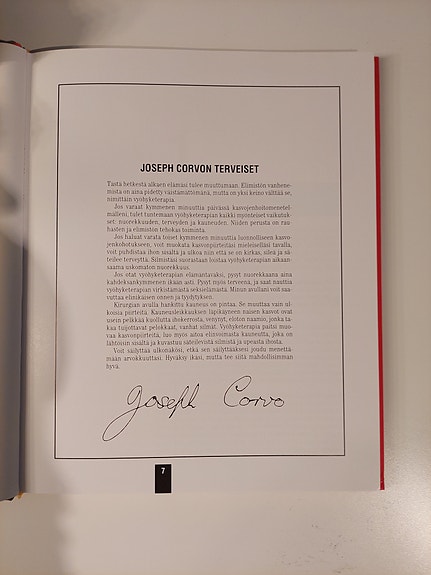 JOSEPH CORVON TERVEISET
Tästä hetkestä alkaen elämäsi tulee muuttumaan. Elimistön vanhene-
mista on aina pidetty väistämättömänä, mutta on yksi keino välttää se,
nimittäin vyöhyketerapia.
Jos varaat kymmenen minuuttia päivässä kasvojenhoitomenetel-
mälleni, tulet tuntemaan vyöhyketerapian kaikki myönteiset vaikutuk-
set: nuorekkuuden, terveyden ja kauneuden. Niiden perusta on rau-
hasten ja elimistön tehokas toiminta.
Jos haluat varata toiset kymmenen minuuttia luonnolliseen kasvo-
jenkohotukseen, voit muokata kasvonpiirteitäsi mieleiselläsi tavalla,
voit puhdistaa ihon sisältä ja ulkoa niin että se on kirkas, sileä ja sä-
teilee terveyttä. Silmistäsi suorastaan loistaa vyöhyketerapian aikaan-
saama uskomaton nuorekkuus.
Jos otat vyöhyketerapian elämäntavaksi, pysyt nuorekkaana aina
kahdeksankymmenen ikään asti. Pysyt myös terveenä, ja saat nauttia
vyöhyketerapian virkistämästä seksielämästä. Minun avullani voit saa-
vuttaa elinikäisen onnen ja tyydytyksen.
Kirurgian avulla hankittu kauneus on pintaa. Se muuttaa vain ul-
koisia piirteitä. Kauneusleikkauksen läpikäyneen naisen kasvot ovat
usein pelkkää kuollutta ihokerrosta, venynyt, eloton naamio, jonka ta-
kaa tuijottavat pelokkaat, vanhat silmät. Vyöhyketerapia paitsi muo-
vaa kasvonpiirteitä, luo myös aitoa elinvoimaista kauneutta, joka on
lähtöisin sisältä ja kuvastuu säteilevistä silmistä ja upeasta ihosta.
Voit säilyttää ulkonäkösi, etkä sen säilyttääksesi joudu menettä-
mään arvokkuuttasi. Hyväksy ikäsi, mutta tee siitä mahdollisimman
hyvä.
Joseph Corvo
7